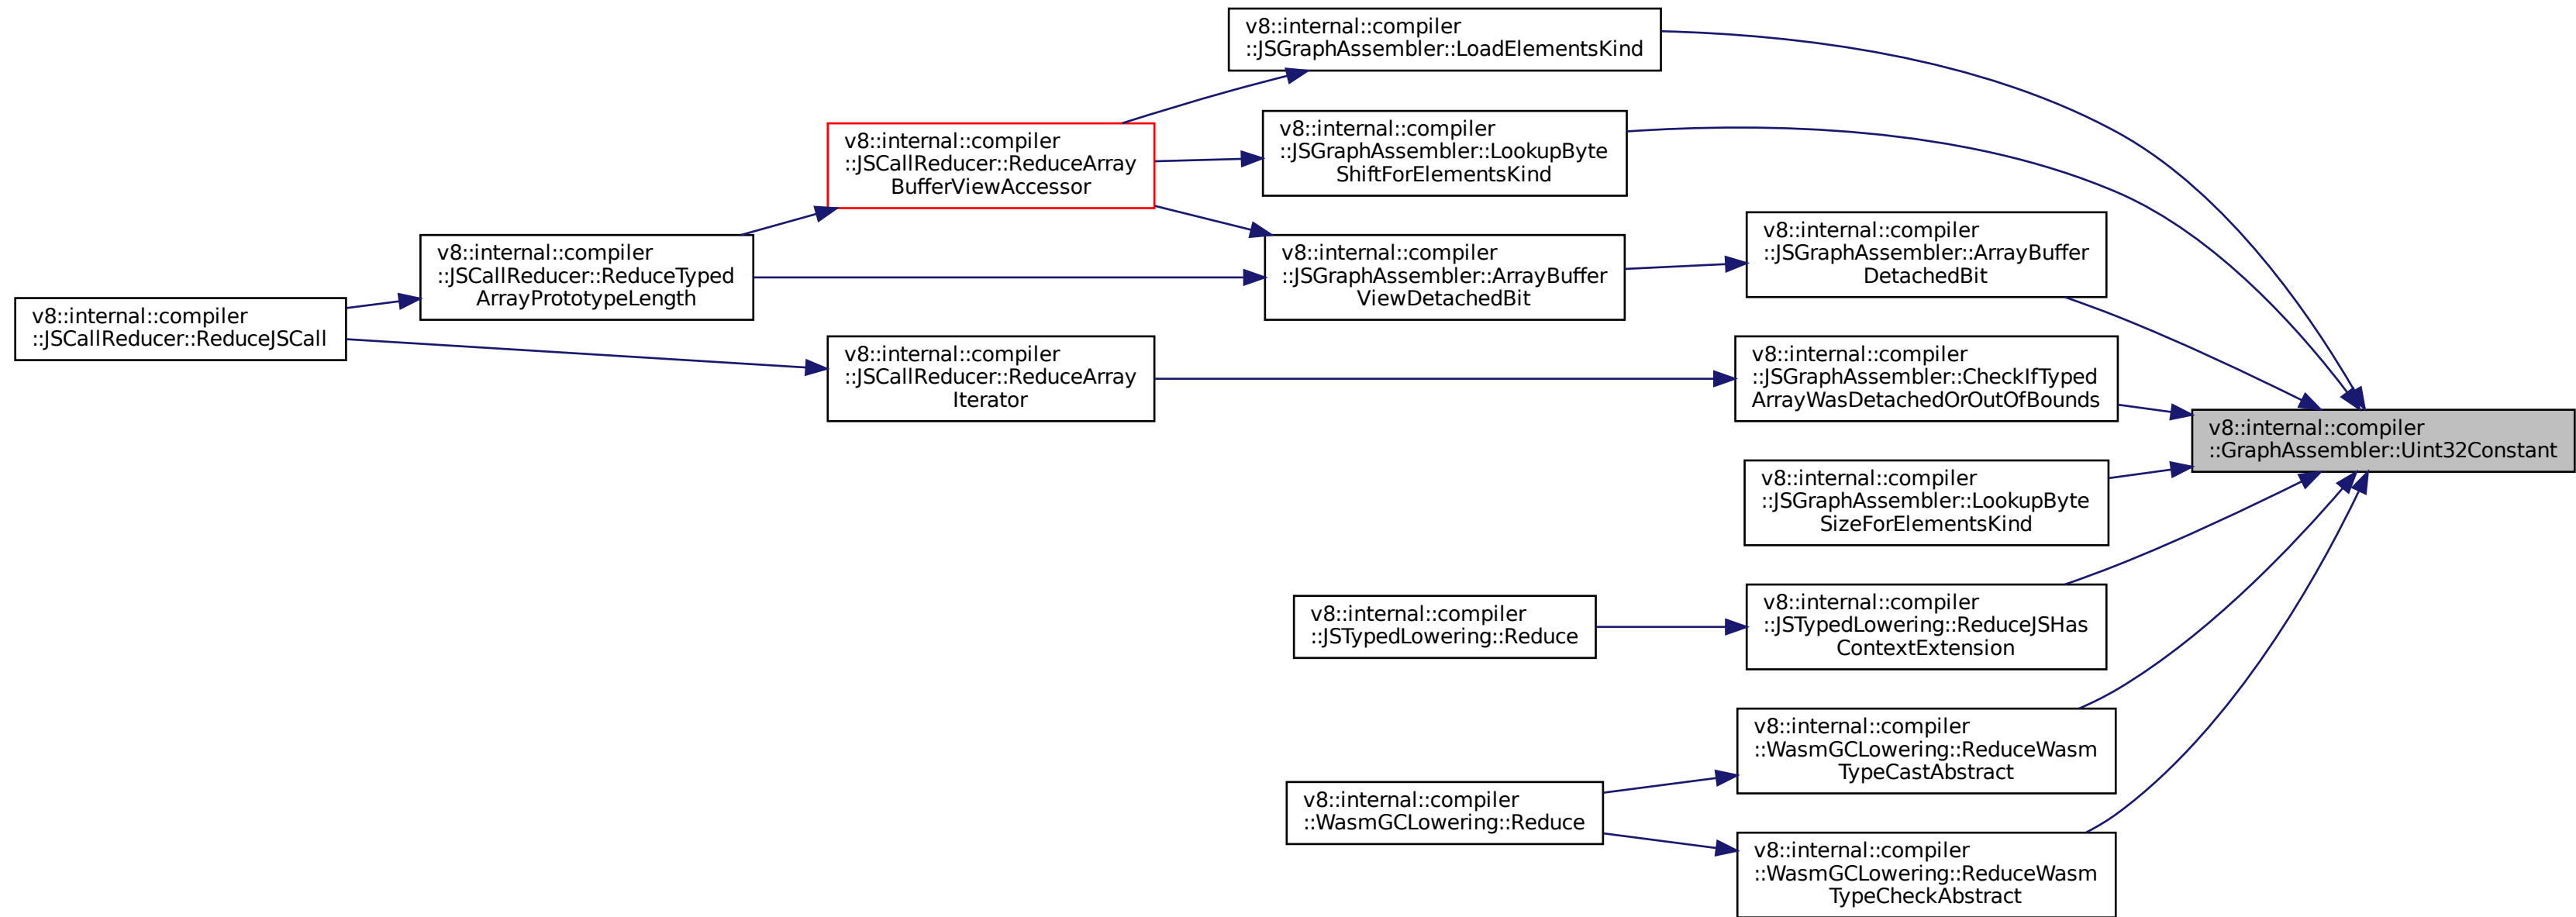 v8::internal::compiler
::JSGraphAssembler::LoadElementsKind
v8::internal::compiler
::JSCallReducer::ReduceArray
BufferViewAccessor
v8::internal::compiler
::JSGraphAssembler::LookupByte
ShiftForElementsKind
v8::internal::compiler
::JSCallReducer::ReduceTyped
ArrayPrototypeLength
v8::internal::compiler
::JSGraphAssembler::ArrayBuffer
ViewDetachedBit
v8::internal::compiler
::JSGraphAssembler::ArrayBuffer
DetachedBit
v8::internal::compiler
::JSCallReducer::ReduceJSCall
v8::internal::compiler
::JSCallReducer::ReduceArray
Iterator
v8::internal::compiler
::JSGraphAssembler::CheckIfTyped
ArrayWasDetachedOrOutOfBounds
v8::internal::compiler
::GraphAssembler::Uint32Constant
v8::internal::compiler
::JSGraphAssembler::LookupByte
SizeForElementsKind
v8::internal::compiler
::JSTypedLowering::Reduce
v8::internal::compiler
::JSTypedLowering::ReduceJSHas
ContextExtension
v8::internal::compiler
::WasmGCLowering::ReduceWasm
TypeCastAbstract
v8::internal::compiler
::WasmGCLowering::Reduce
v8::internal::compiler
::WasmGCLowering::ReduceWasm
TypeCheckAbstract